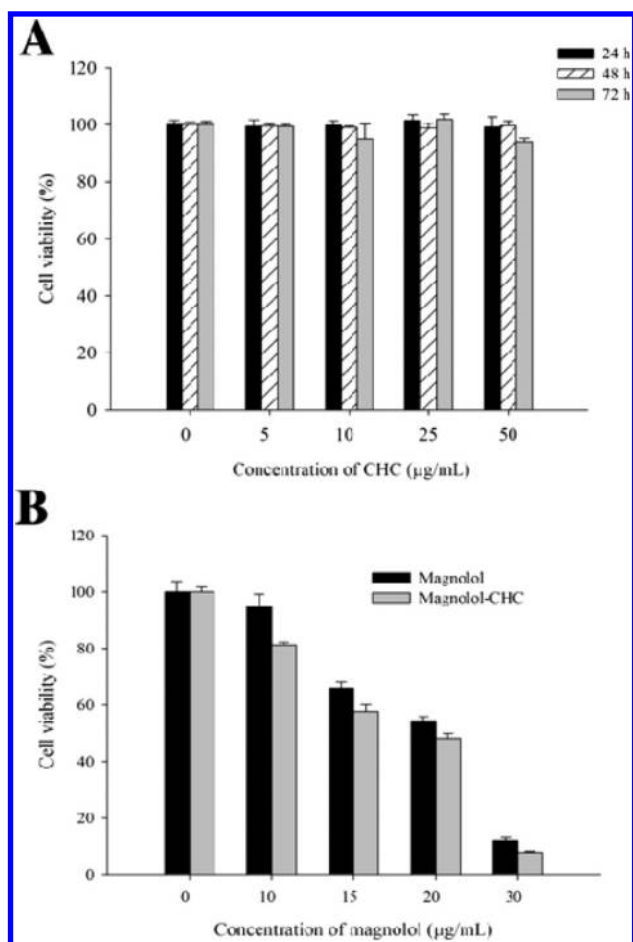 A
24 h
48 h
72 h
120
100
80
60
40
20
0
Cell viability (%)
0 5 10 25 50
Concentration of CHC (µg/mL)
B
120
100
80
60
40
20
0
Cell viability (%)
Magnolol
Magnolol-CHC
0 10 15 20 30
Concentration of magnolol (µg/mL)